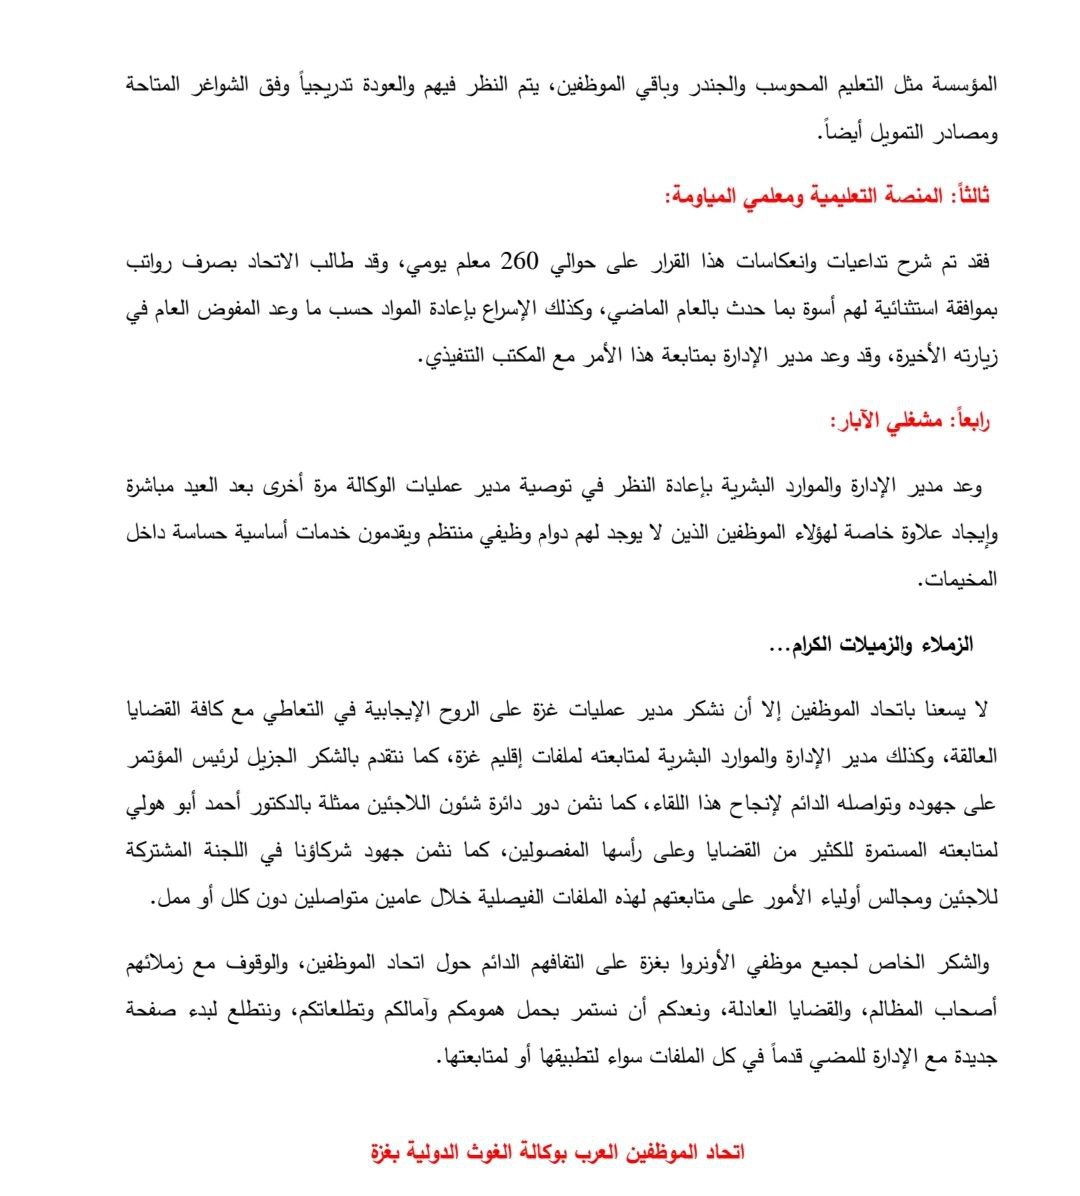 المؤسسة مثل التعليم المحوسب والجندر وباقي الموظفين، يتم النظر فيهم والعودة تدريجياً وفق الشواغر المتاحة
ومصادر التمويل أيضاً.
ثالثاً: المنصة التعليمية ومعلمي المياومة:
فقد تم شرح تداعيات وانعكاسات هذا القرار على حوالي 260 معلم يومي، وقد طالب الاتحاد بصرف رواتب
بموافقة استثنائية لهم أسوة بما حدث بالعام الماضي، وكذلك الإسراع بإعادة المواد حسب ما وعد المفوض العام في
زيارته الأخيرة، وقد وعد مدير الإدارة بمتابعة هذا الأمر مع المكتب التنفيذي.
رابعاً: مشغلي الآبار:
وعد مدير الإدارة والموارد البشرية بإعادة النظر في توصية مدير عمليات الوكالة مرة أخرى بعد العيد مباشرة
وإيجاد علاوة خاصة لهؤلاء الموظفين الذين لا يوجد لهم دوام وظيفي منتظم ويقدمون خدمات أساسية حساسة داخل
المخيمات.
الزملاء والزميلات الكرام...
لا يسعنا باتحاد الموظفين إلا أن نشكر مدير عمليات غزة على الروح الإيجابية في التعاطي مع كافة القضايا
العالقة، وكذلك مدير الإدارة والموارد البشرية لمتابعته لملفات إقليم غزة، كما نتقدم بالشكر الجزيل لرئيس المؤتمر
على جهوده وتواصله الدائم لإنجاح هذا اللقاء، كما نثمن دور دائرة شئون اللاجئين ممثلة بالدكتور أحمد أبو هولي
لمتابعته المستمرة للكثير من القضايا وعلى رأسها المفصولين، كما نثمن جهود شركاؤنا في اللجنة المشتركة
للاجئين ومجالس أولياء الأمور على متابعتهم لهذه الملفات الفيصلية خلال عامين متواصلين دون كلل أو ممل.
والشكر الخاص لجميع موظفي الأونروا بغزة على التفافهم الدائم حول اتحاد الموظفين، والوقوف مع زملائهم
أصحاب المظالم، والقضايا العادلة، ونعدكم أن نستمر بحمل همومكم وآمالكم وتطلعاتكم، ونتطلع لبدء صفحة
جديدة مع الإدارة للمضي قدماً في كل الملفات سواء لتطبيقها أو لمتابعتها.
اتحاد الموظفين العرب بوكالة الغوث الدولية بغزة